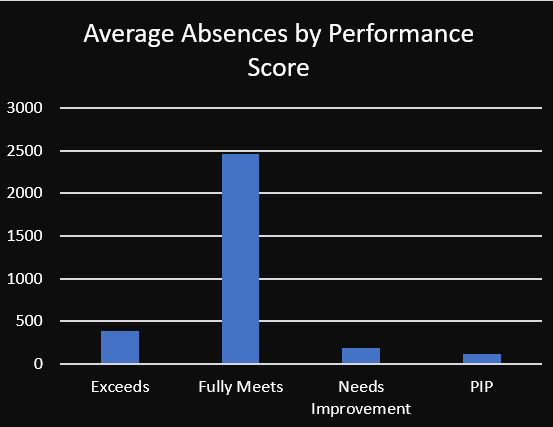 Average Absences by Performance
Score
3000
2500
2000
1500
1000
500
0
Exceeds
Fully Meets
Needs
Improvement
PIP